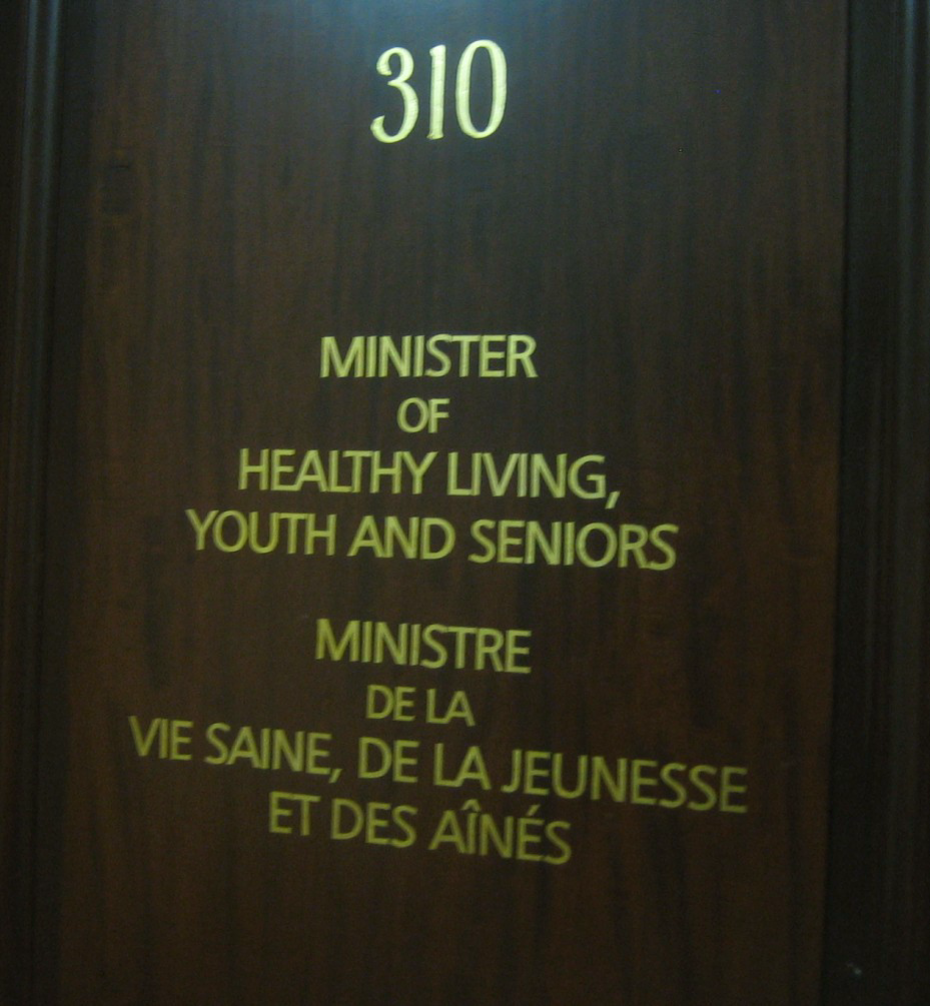 310
MINISTER
OF
HEALTHY LIVING,
YOUTH AND SENIORS
MINISTRE
DE LA
VIE SAINE, DE LA JEUNESSE
ET DES AÎNÉS